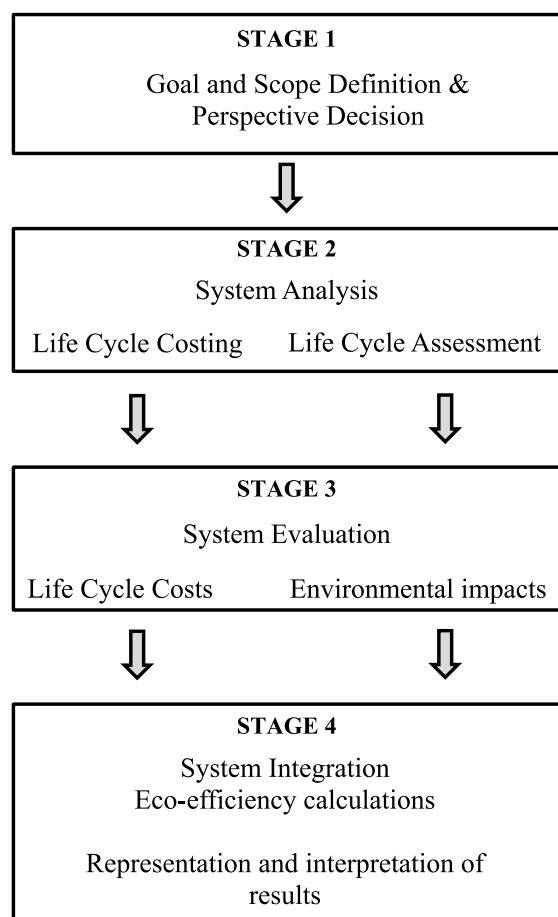 STAGE 1
Goal and Scope Definition &
Perspective Decision
STAGE 2
System Analysis
Life Cycle Costing Life Cycle Assessment
STAGE 3
System Evaluation
Life Cycle Costs Environmental impacts
STAGE 4
System Integration
Eco-efficiency calculations
Representation and interpretation of
results